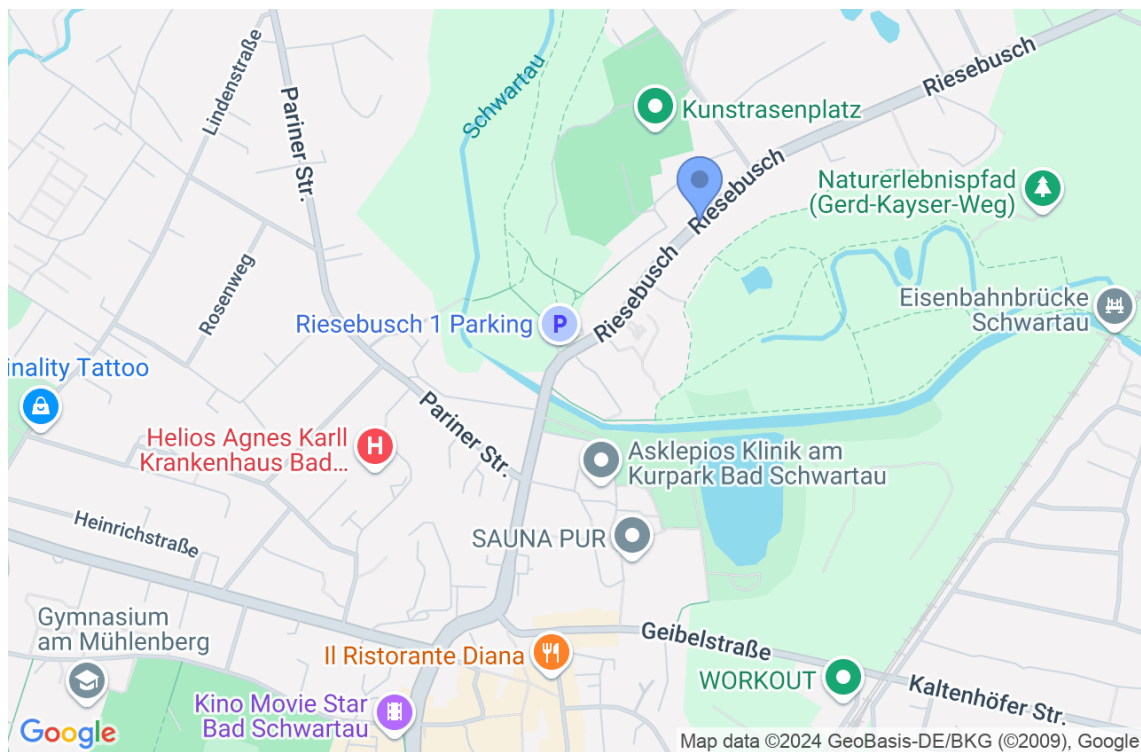 Riesebusch
Lindenstraße
Pariner Str.
Schwartau
Kunstrasenplatz
Riesebusch
Naturerlebnispfad
(Gerd-Kayser-Weg)
Rosenweg
Riesebusch
Eisenbahnbrücke
Schwartau
Riesebusch 1 Parking
P
inality Tattoo
Pariner Str.
Helios Agnes Karll
Krankenhaus Bad...
H
Asklepios Klinik am
Kurpark Bad Schwartau
Heinrichstraße
SAUNA PUR
Gymnasium
am Mühlenberg
Geibelstraße
Il Ristorante Diana
WORKOUT
Kaltenhöfer Str.
Kino Movie Star
Bad Schwartau
Google
Map data ©2024 GeoBasis-DE/BKG (©2009), Google